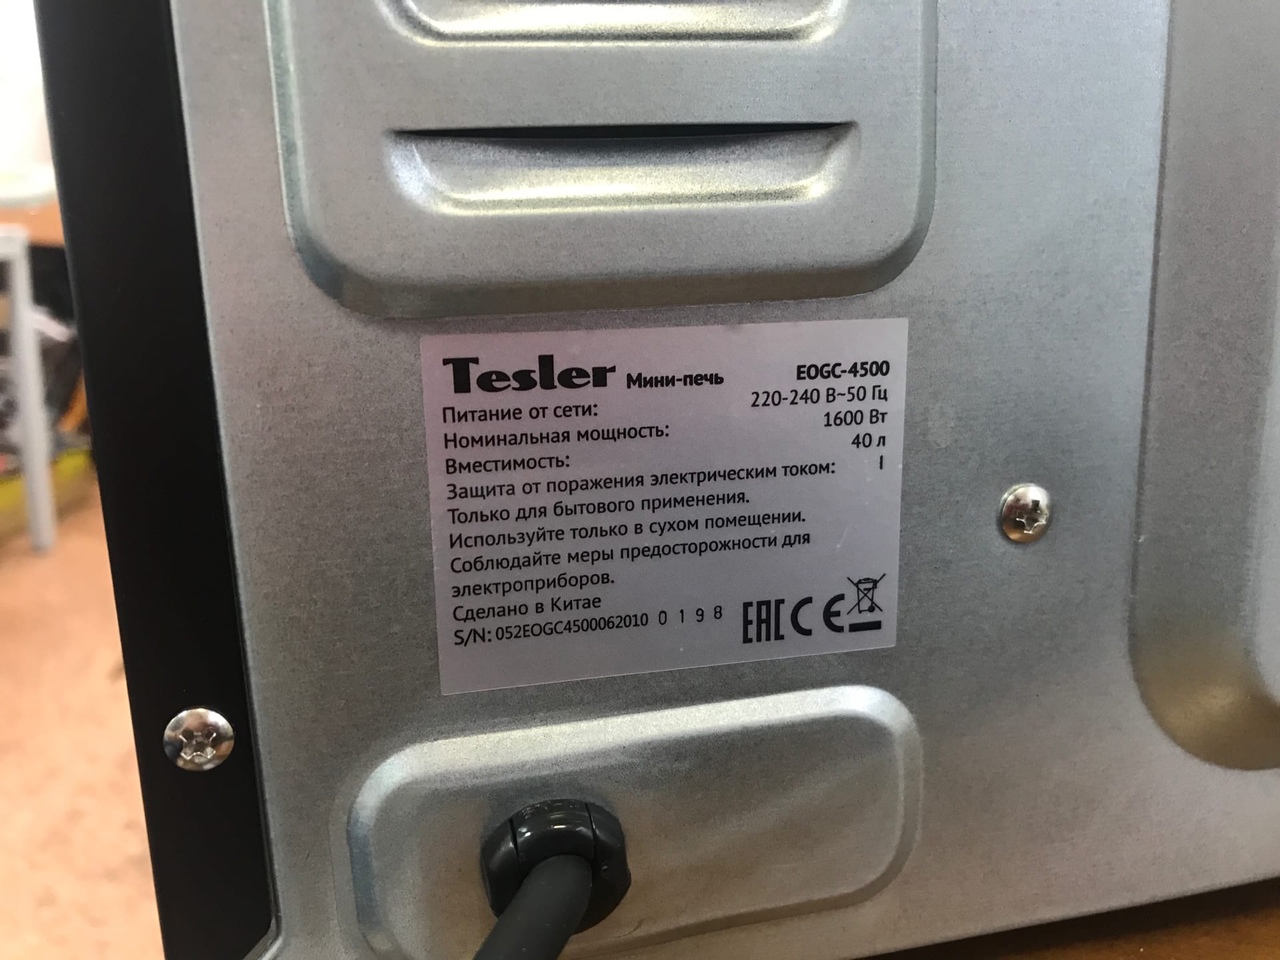 Tesler Мини-печь EOGC-4500
Питание от сети: 220-240 В~50 Гц
Номинальная мощность: 1600 Вт
Вместимость: 40 л
Защита от поражения электрическим током: I
Только для бытового применения.
Используйте только в сухом помещении.
Соблюдайте меры предосторожности для
электроприборов.
Сделано в Китае
S/N: 052EOGC4500062010 0 1 9 8 EAC CE